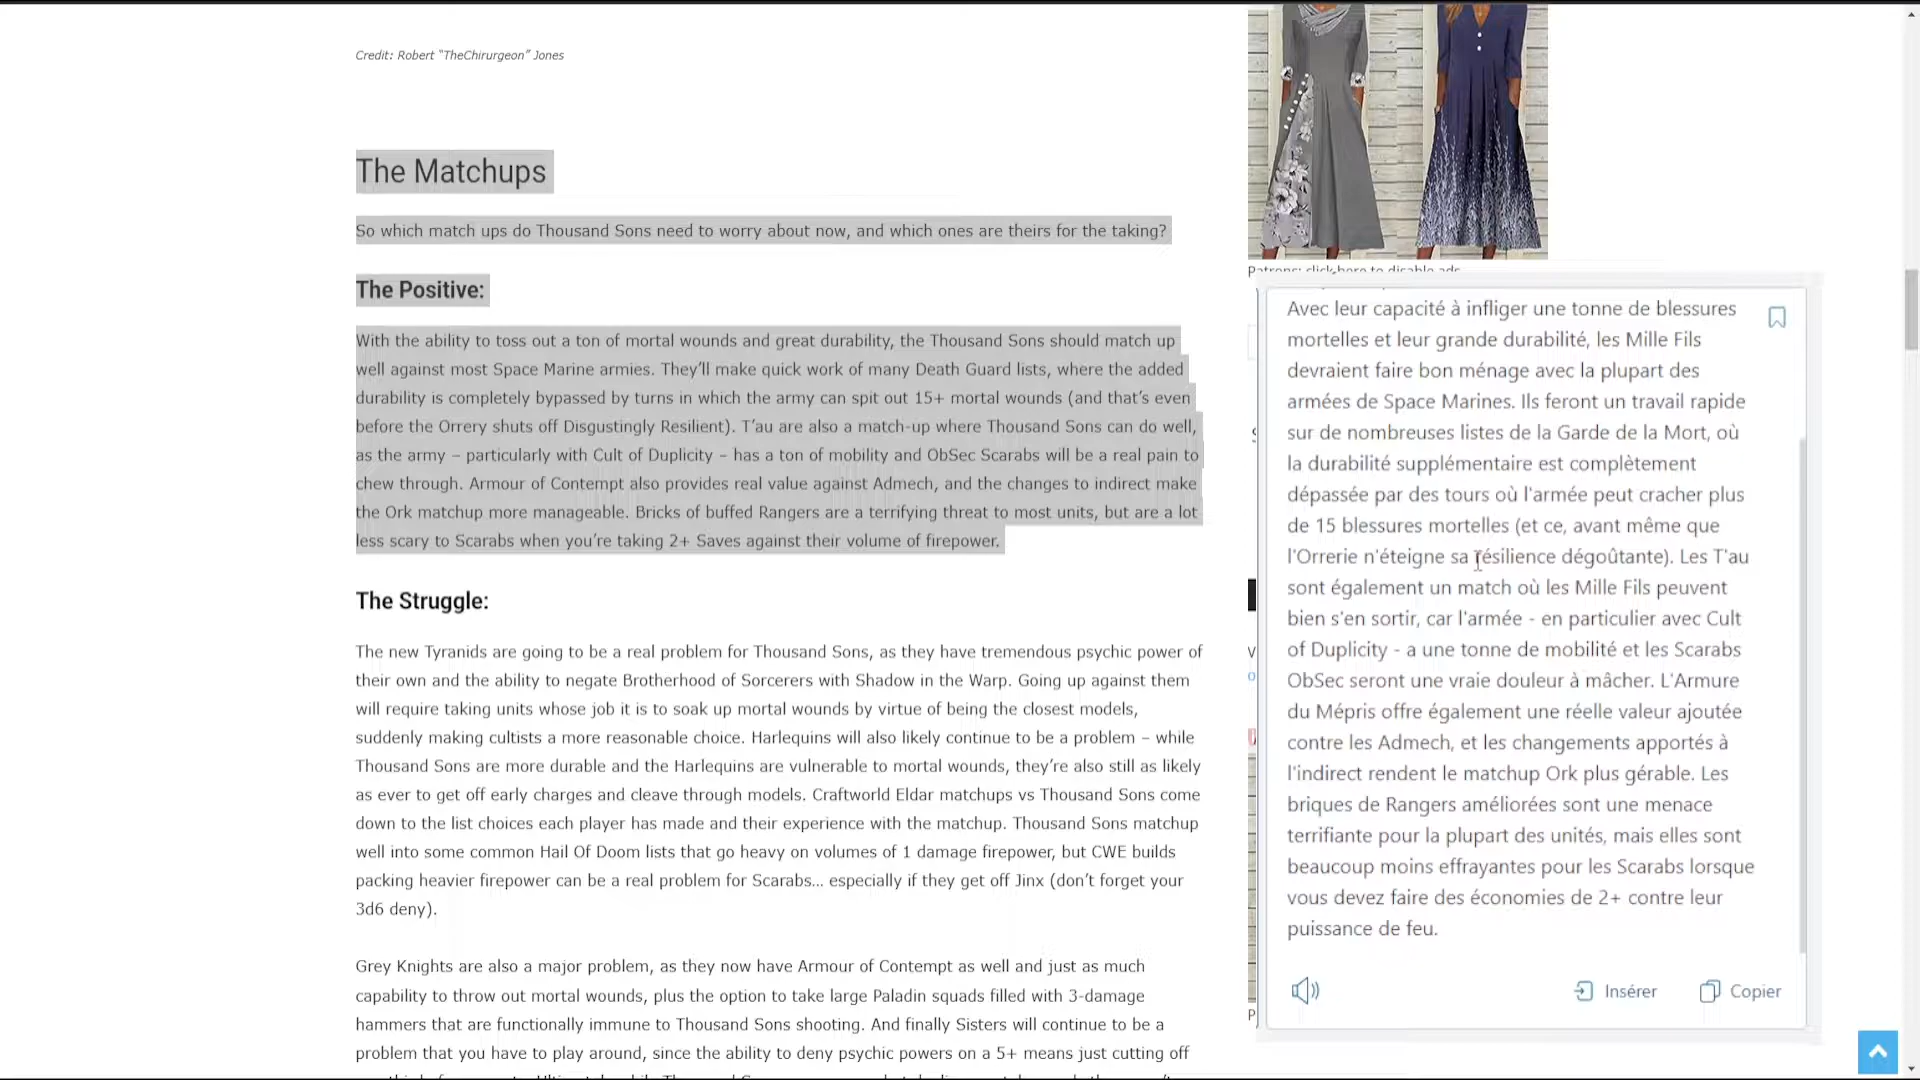 Credit: Robert “TheChirurgeon” Jones
The Matchups
So which match ups do Thousand Sons need to worry about now, and which ones are theirs for the taking?
The Positive:
With the ability to toss out a ton of mortal wounds and great durability, the Thousand Sons should match up
well against most Space Marine armies. They’ll make quick work of many Death Guard lists, where the added
durability is completely bypassed by turns in which the army can spit out 15+ mortal wounds (and that’s even
before the Orrery shuts off Disgustingly Resilient). T’au are also a match-up where Thousand Sons can do well,
as the army – particularly with Cult of Duplicity – has a ton of mobility and ObSec Scarabs will be a real pain to
chew through. Armour of Contempt also provides real value against Admech, and the changes to indirect make
the Ork matchup more manageable. Bricks of buffed Rangers are a terrifying threat to most units, but are a lot
less scary to Scarabs when you’re taking 2+ Saves against their volume of firepower.
The Struggle:
The new Tyranids are going to be a real problem for Thousand Sons, as they have tremendous psychic power of
their own and the ability to negate Brotherhood of Sorcerers with Shadow in the Warp. Going up against them
will require taking units whose job it is to soak up mortal wounds by virtue of being the closest models,
suddenly making cultists a more reasonable choice. Harlequins will also likely continue to be a problem – while
Thousand Sons are more durable and the Harlequins are vulnerable to mortal wounds, they’re also still as likely
as ever to get off early charges and cleave through models. Craftworld Eldar matchups vs Thousand Sons come
down to the list choices each player has made and their experience with the matchup. Thousand Sons matchup
well into some common Hail Of Doom lists that go heavy on volumes of 1 damage firepower, but CWE builds
packing heavier firepower can be a real problem for Scarabs… especially if they get off Jinx (don’t forget your
3d6 deny).
Grey Knights are also a major problem, as they now have Armour of Contempt as well and just as much
capability to throw out mortal wounds, plus the option to take large Paladin squads filled with 3-damage
hammers that are functionally immune to Thousand Sons shooting. And finally Sisters will continue to be a
problem that you have to play around, since the ability to deny psychic powers on a 5+ means just cutting off
Patrons: click here to disable ads
Avec leur capacité à infliger une tonne de blessures
mortelles et leur grande durabilité, les Mille Fils
devraient faire bon ménage avec la plupart des
armées de Space Marines. Ils feront un travail rapide
sur de nombreuses listes de la Garde de la Mort, où
la durabilité supplémentaire est complètement
dépassée par des tours où l'armée peut cracher plus
de 15 blessures mortelles (et ce, avant même que
l'Orrerie n'éteigne sa résilience dégoûtante). Les T'au
sont également un match où les Mille Fils peuvent
bien s'en sortir, car l'armée - en particulier avec Cult
of Duplicity - a une tonne de mobilité et les Scarabs
ObSec seront une vraie douleur à mâcher. L'Armure
du Mépris offre également une réelle valeur ajoutée
contre les Admech, et les changements apportés à
l'indirect rendent le matchup Ork plus gérable. Les
briques de Rangers améliorées sont une menace
terrifiante pour la plupart des unités, mais elles sont
beaucoup moins effrayantes pour les Scarabs lorsque
vous devez faire des économies de 2+ contre leur
puissance de feu.
Insérer
Copier